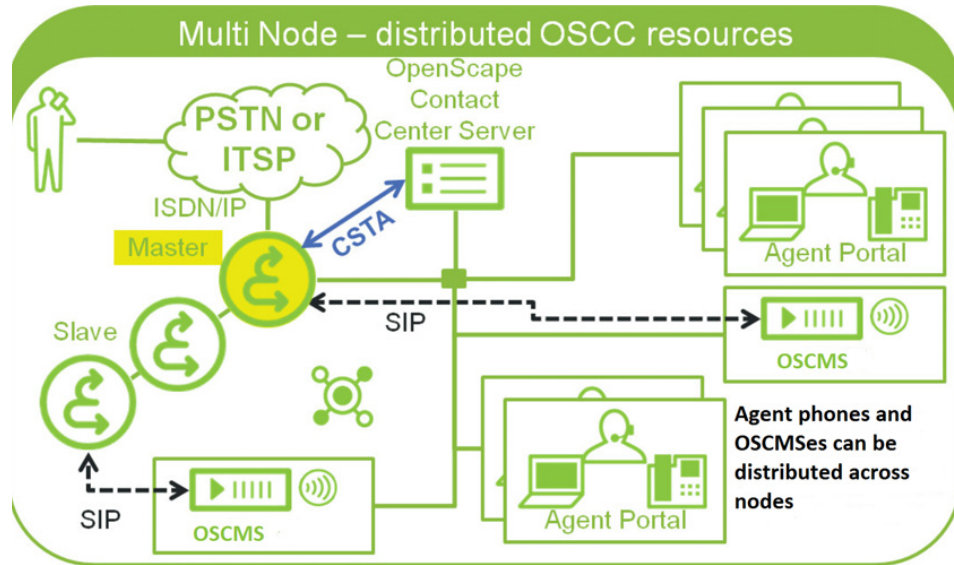 Multi Node – distributed OSCC resources
OpenScape
Contact
Center Server
PSTN or
ITSP
ISDN/IP
Master
CSTA
Agent Portal
SIP
Slave
OSCMS
Agent phones and
OSCMSes can be
distributed across
nodes
Agent Portal
SIP
OSCMS